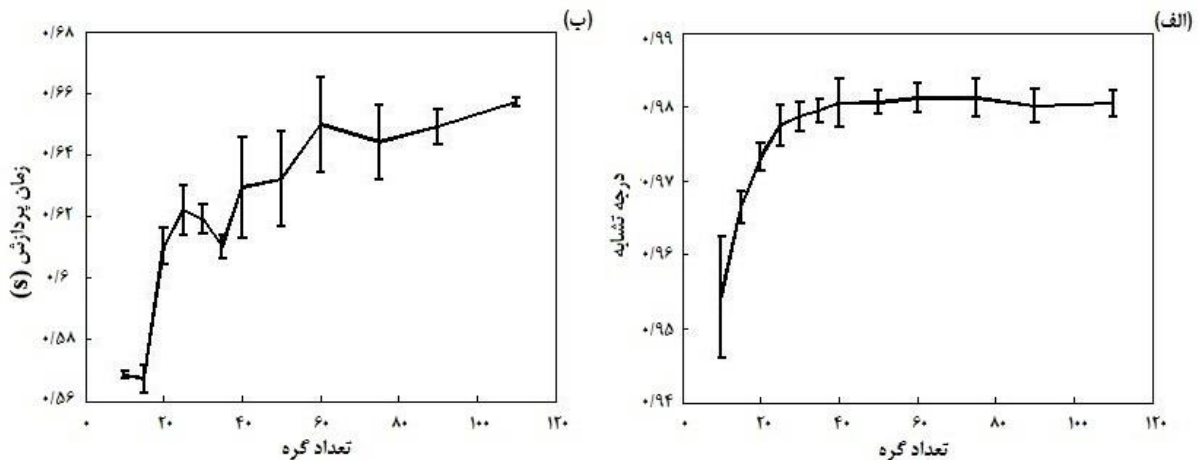 (الف)
درجه تشابه
۰/۹۹
۰/۹۸
۰/۹۷
۰/۹۶
۰/۹۵
۰/۹۴
۰ ۲۰ ۴۰ ۶۰ ۸۰ ۱۰۰ ۱۲۰
تعداد گره
(ب)
زمان پردازش (s)
۰/۶۸
۰/۶۶
۰/۶۴
۰/۶۲
۰/۶
۰/۵۸
۰/۵۶
۰ ۲۰ ۴۰ ۶۰ ۸۰ ۱۰۰ ۱۲۰
تعداد گره